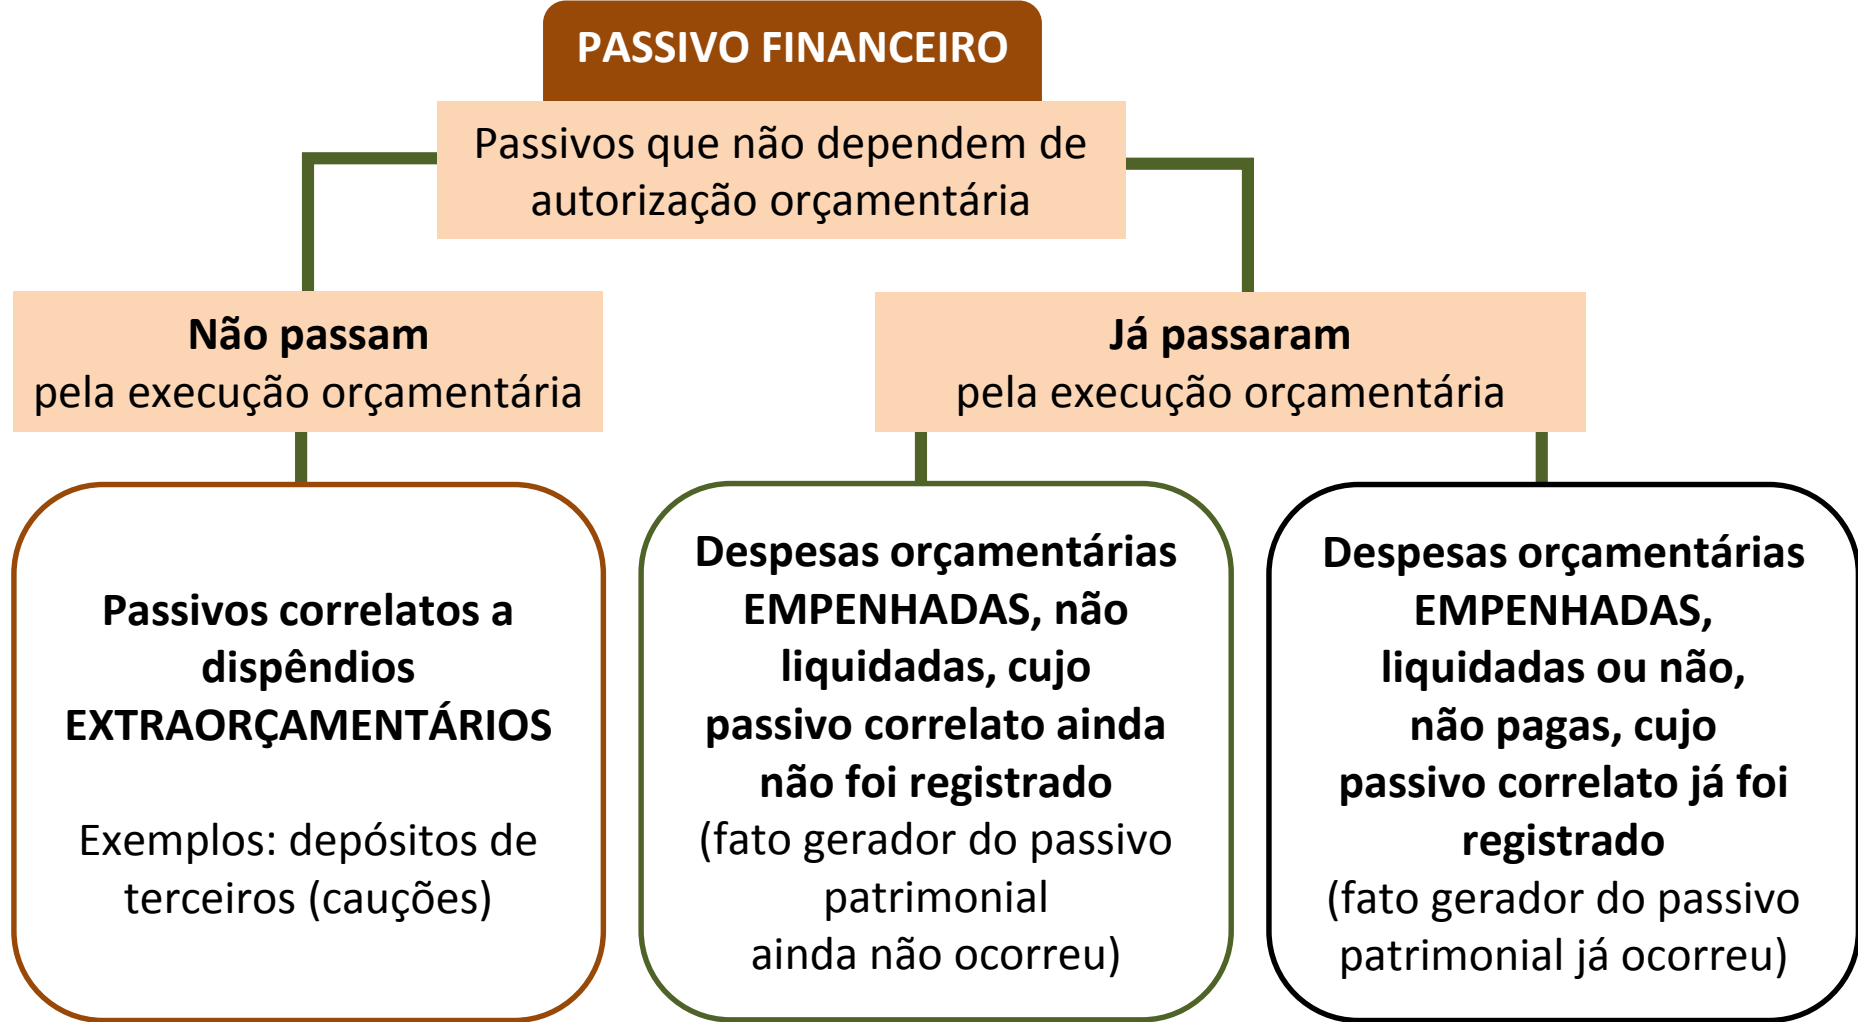 PASSIVO FINANCEIRO
Passivos que não dependem de
autorização orçamentária
Não passam
pela execução orçamentária
Já passaram
pela execução orçamentária
Passivos correlatos a
dispêndios
EXTRAORÇAMENTÁRIOS
Exemplos: depósitos de
terceiros (cauções)
Despesas orçamentárias
EMPENHADAS, não
liquidadas, cujo
passivo correlato ainda
não foi registrado
(fato gerador do passivo
patrimonial
ainda não ocorreu)
Despesas orçamentárias
EMPENHADAS,
liquidadas ou não,
não pagas, cujo
passivo correlato já foi
registrado
(fato gerador do passivo
patrimonial já ocorreu)